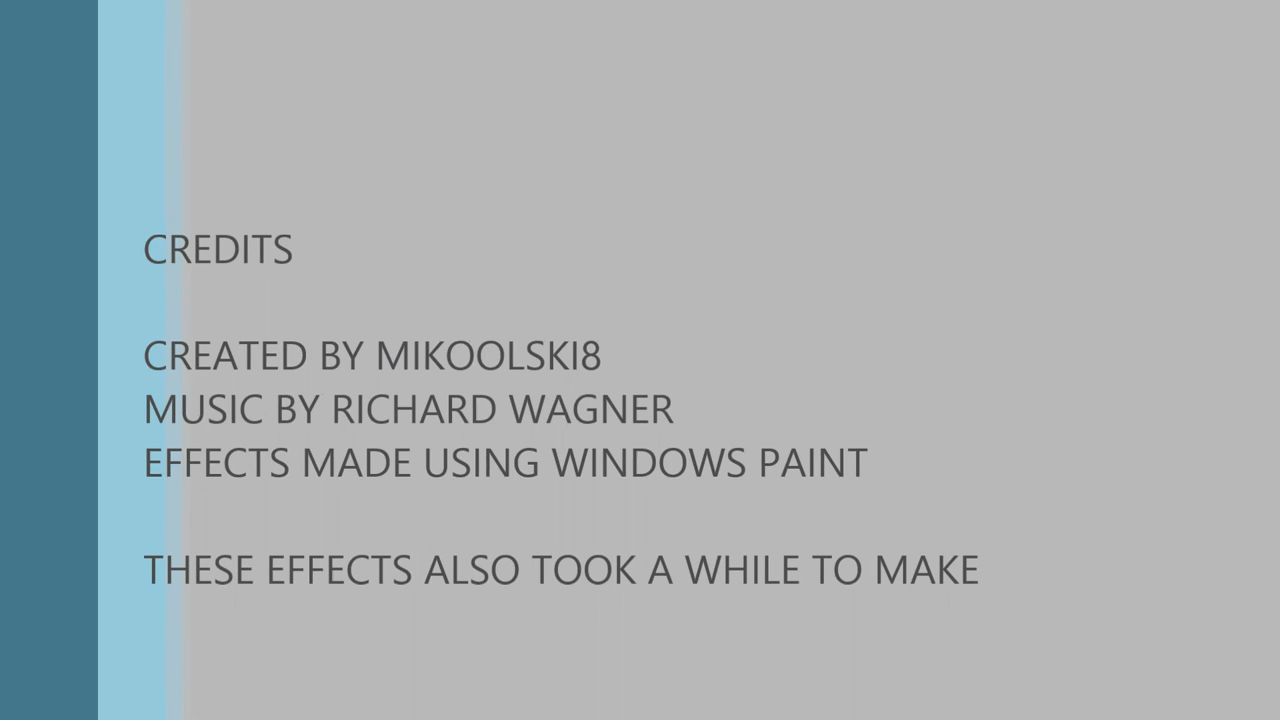 CREDITS
CREATED BY MIKOOLSKI8
MUSIC BY RICHARD WAGNER
EFFECTS MADE USING WINDOWS PAINT
THESE EFFECTS ALSO TOOK A WHILE TO MAKE